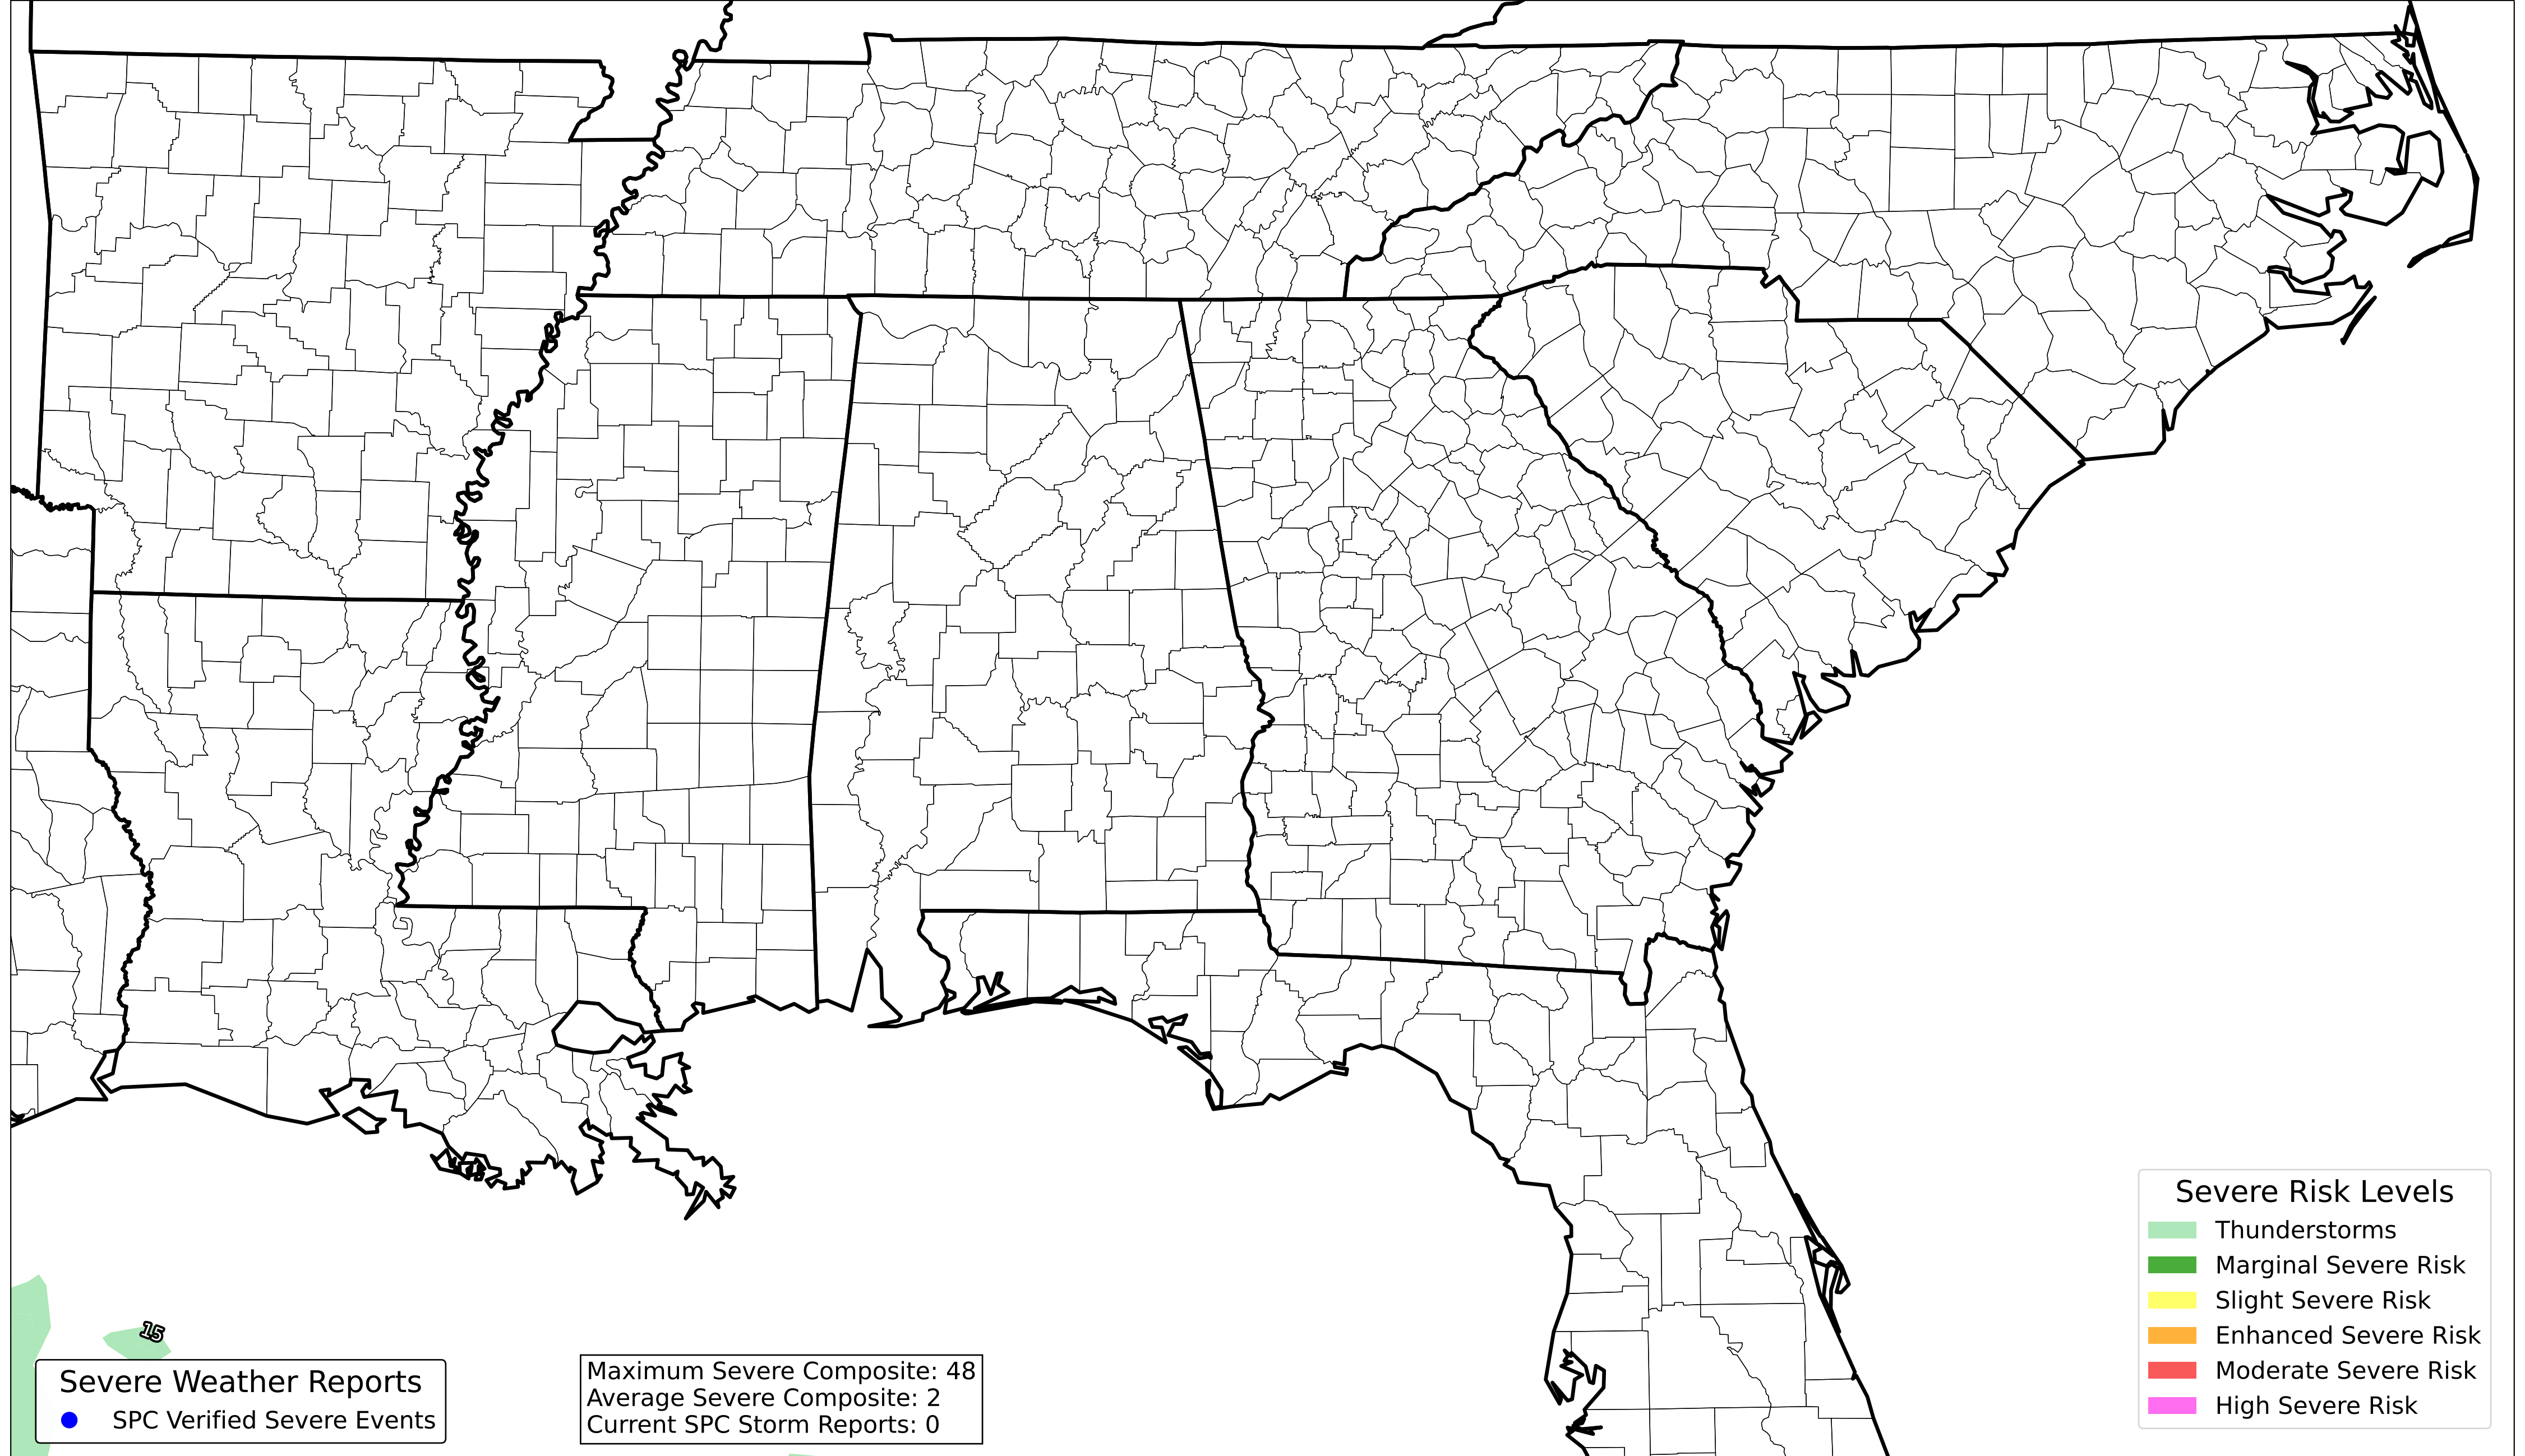 15
Severe Weather Reports
SPC Verified Severe Events
Maximum Severe Composite: 48
Average Severe Composite: 2
Current SPC Storm Reports: 0
Severe Risk Levels
Thunderstorms
Marginal Severe Risk
Slight Severe Risk
Enhanced Severe Risk
Moderate Severe Risk
High Severe Risk